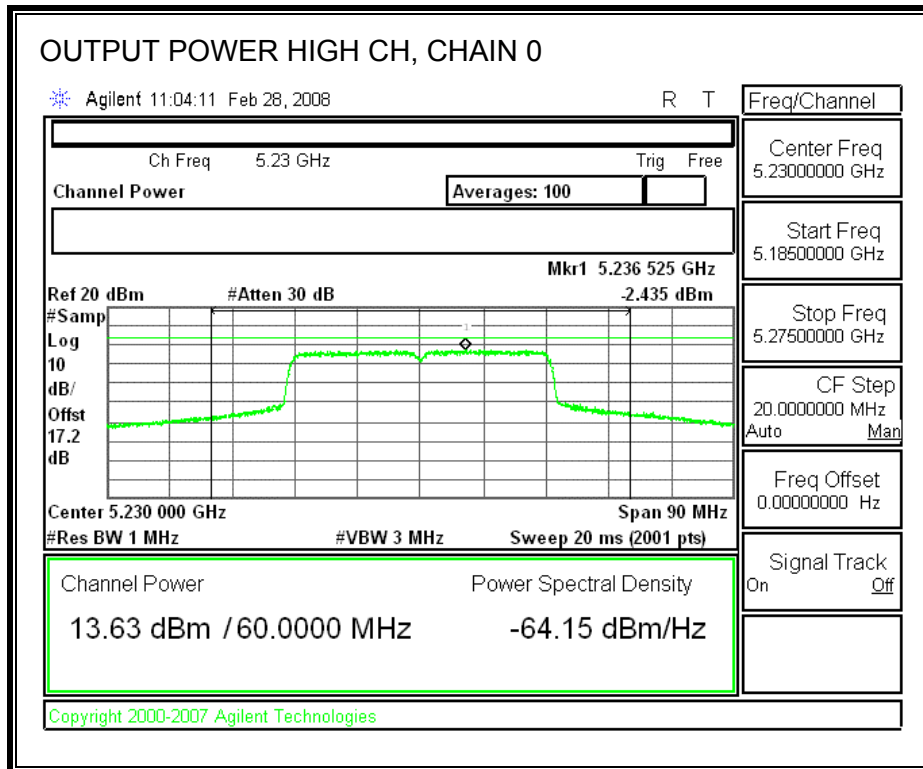 OUTPUT POWER HIGH CH, CHAIN 0
Agilent 11:04:11 Feb 28, 2008 R T
Freq/Channel
Ch Freq 5.23 GHz Trig Free
Channel Power Averages: 100
Mkr1 5.236 525 GHz
Ref 20 dBm #Atten 30 dB -2.435 dBm
#Samp
Log
10
dB/
Offst
17.2
dB
1
Center 5.230 000 GHz Span 90 MHz
#Res BW 1 MHz #VBW 3 MHz Sweep 20 ms (2001 pts)
Channel Power Power Spectral Density
13.63 dBm / 60.0000 MHz -64.15 dBm/Hz
Center Freq
5.23000000 GHz
Start Freq
5.18500000 GHz
Stop Freq
5.27500000 GHz
CF Step
20.0000000 MHz
Auto Man
Freq Offset
0.00000000 Hz
Signal Track
On Off
Copyright 2000-2007 Agilent Technologies